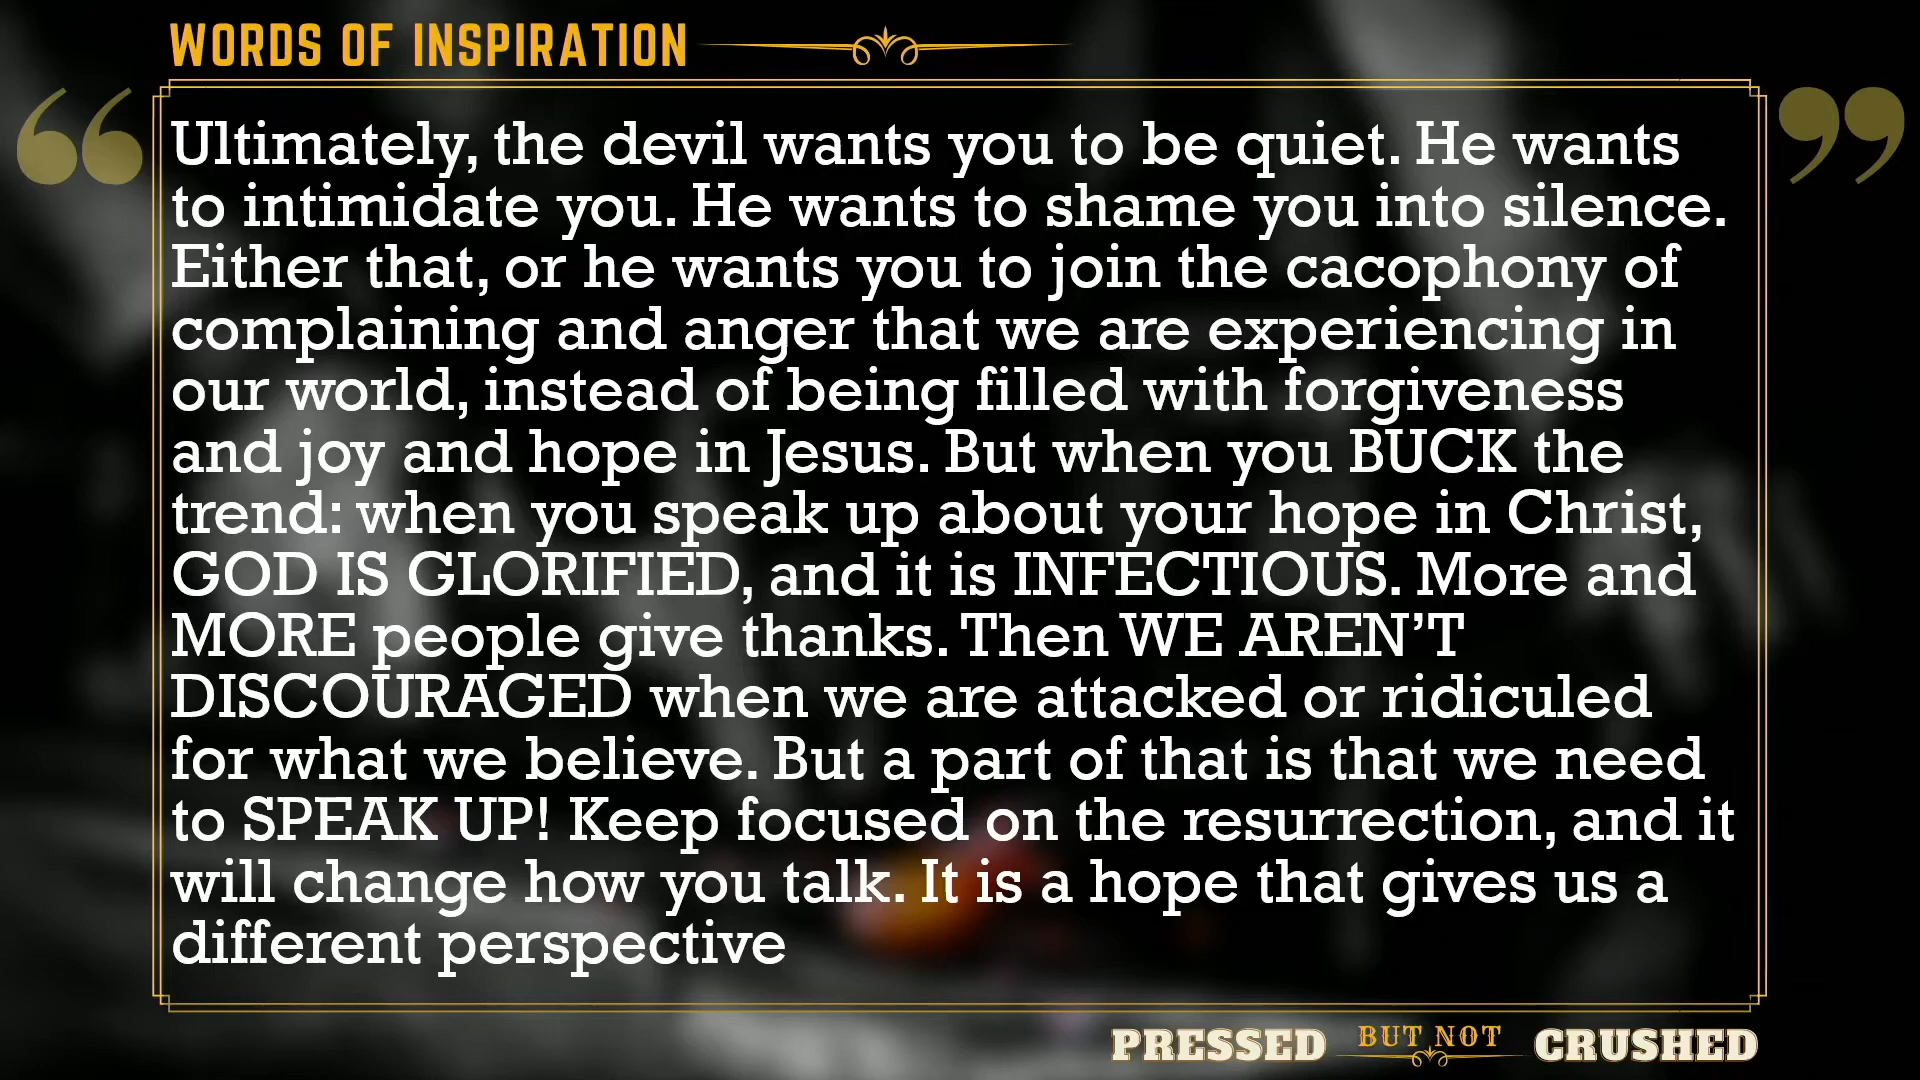 WORDS OF INSPIRATION
“ ”
Ultimately, the devil wants you to be quiet. He wants
to intimidate you. He wants to shame you into silence.
Either that, or he wants you to join the cacophony of
complaining and anger that we are experiencing in
our world, instead of being filled with forgiveness
and joy and hope in Jesus. But when you BUCK the
trend: when you speak up about your hope in Christ,
GOD IS GLORIFIED, and it is INFECTIOUS. More and
MORE people give thanks. Then WE AREN’T
DISCOURAGED when we are attacked or ridiculed
for what we believe. But a part of that is that we need
to SPEAK UP! Keep focused on the resurrection, and it
will change how you talk. It is a hope that gives us a
different perspective
PRESSED BUT NOT CRUSHED